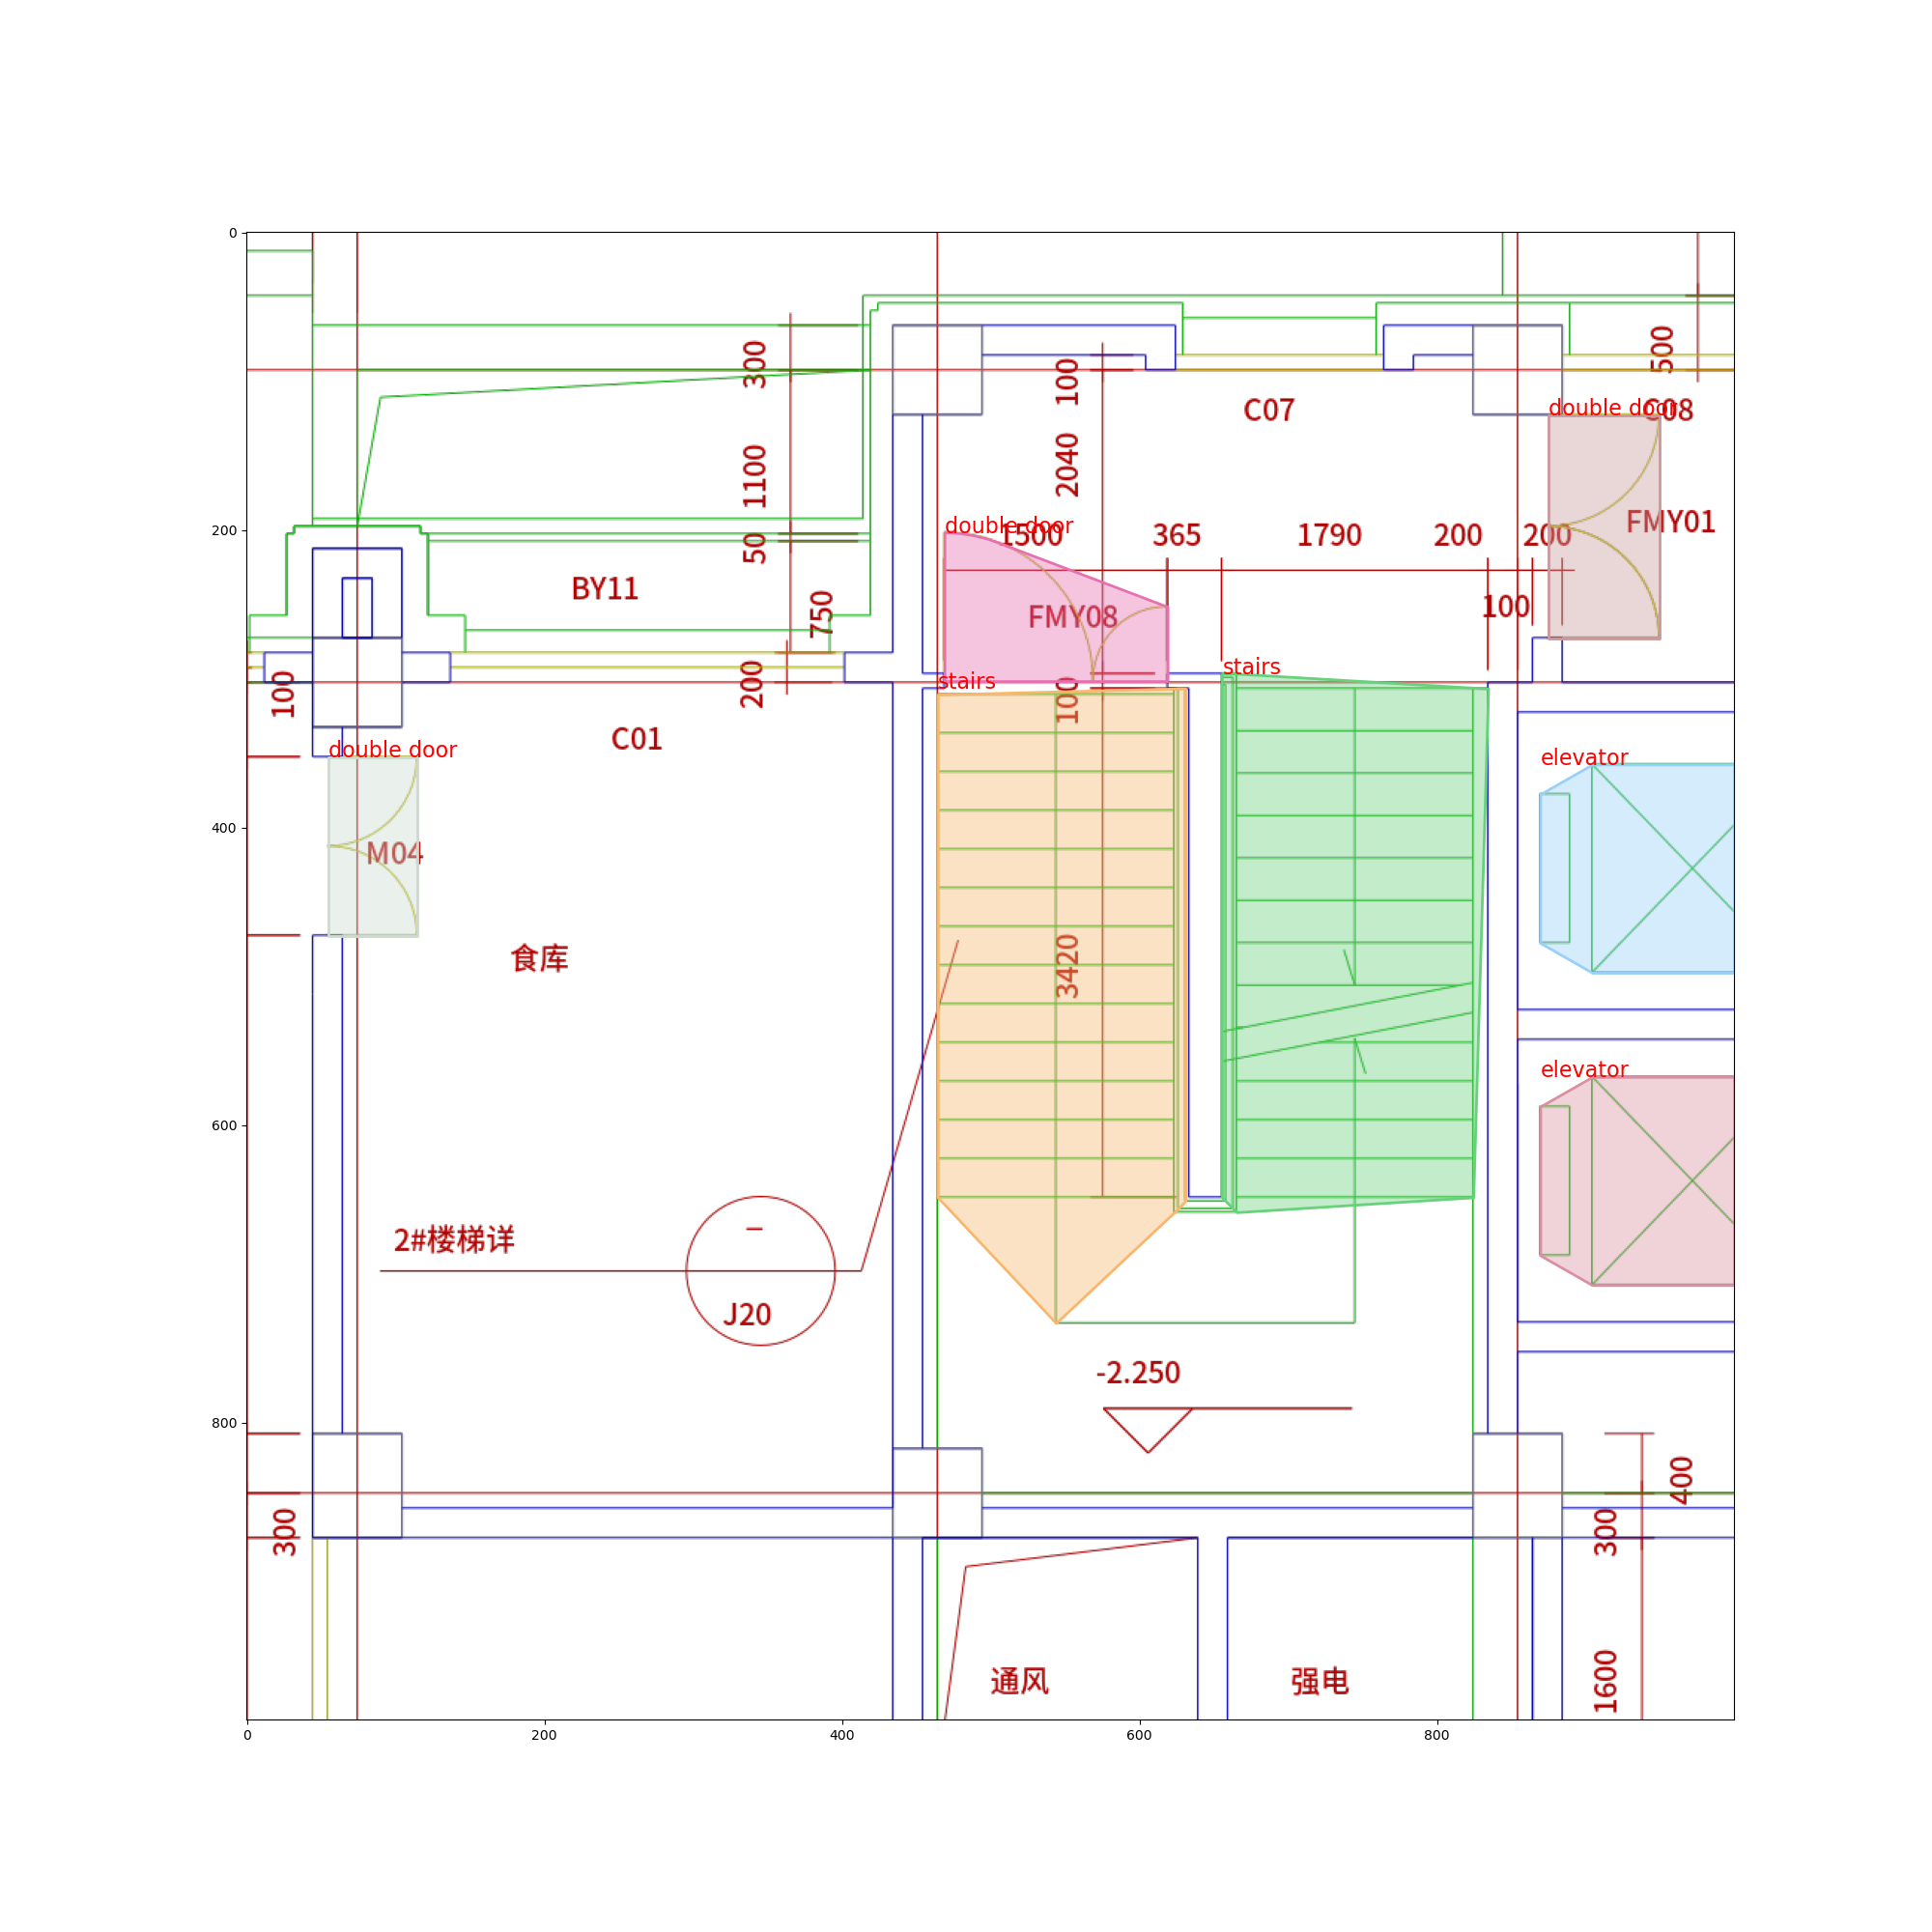 0
200
400
600
800
0
200
400
600
800
300
1100
50
750
200
100
100
2040
500
C07
double door
C08
double door
1500
365
1790
200
200
FMY01
BY11
FMY08
100
stairs
stairs
100
C01
double door
M04
elevator
食库
3420
elevator
2#楼梯详
—
J20
-2.250
400
300
300
通风
强电
1600